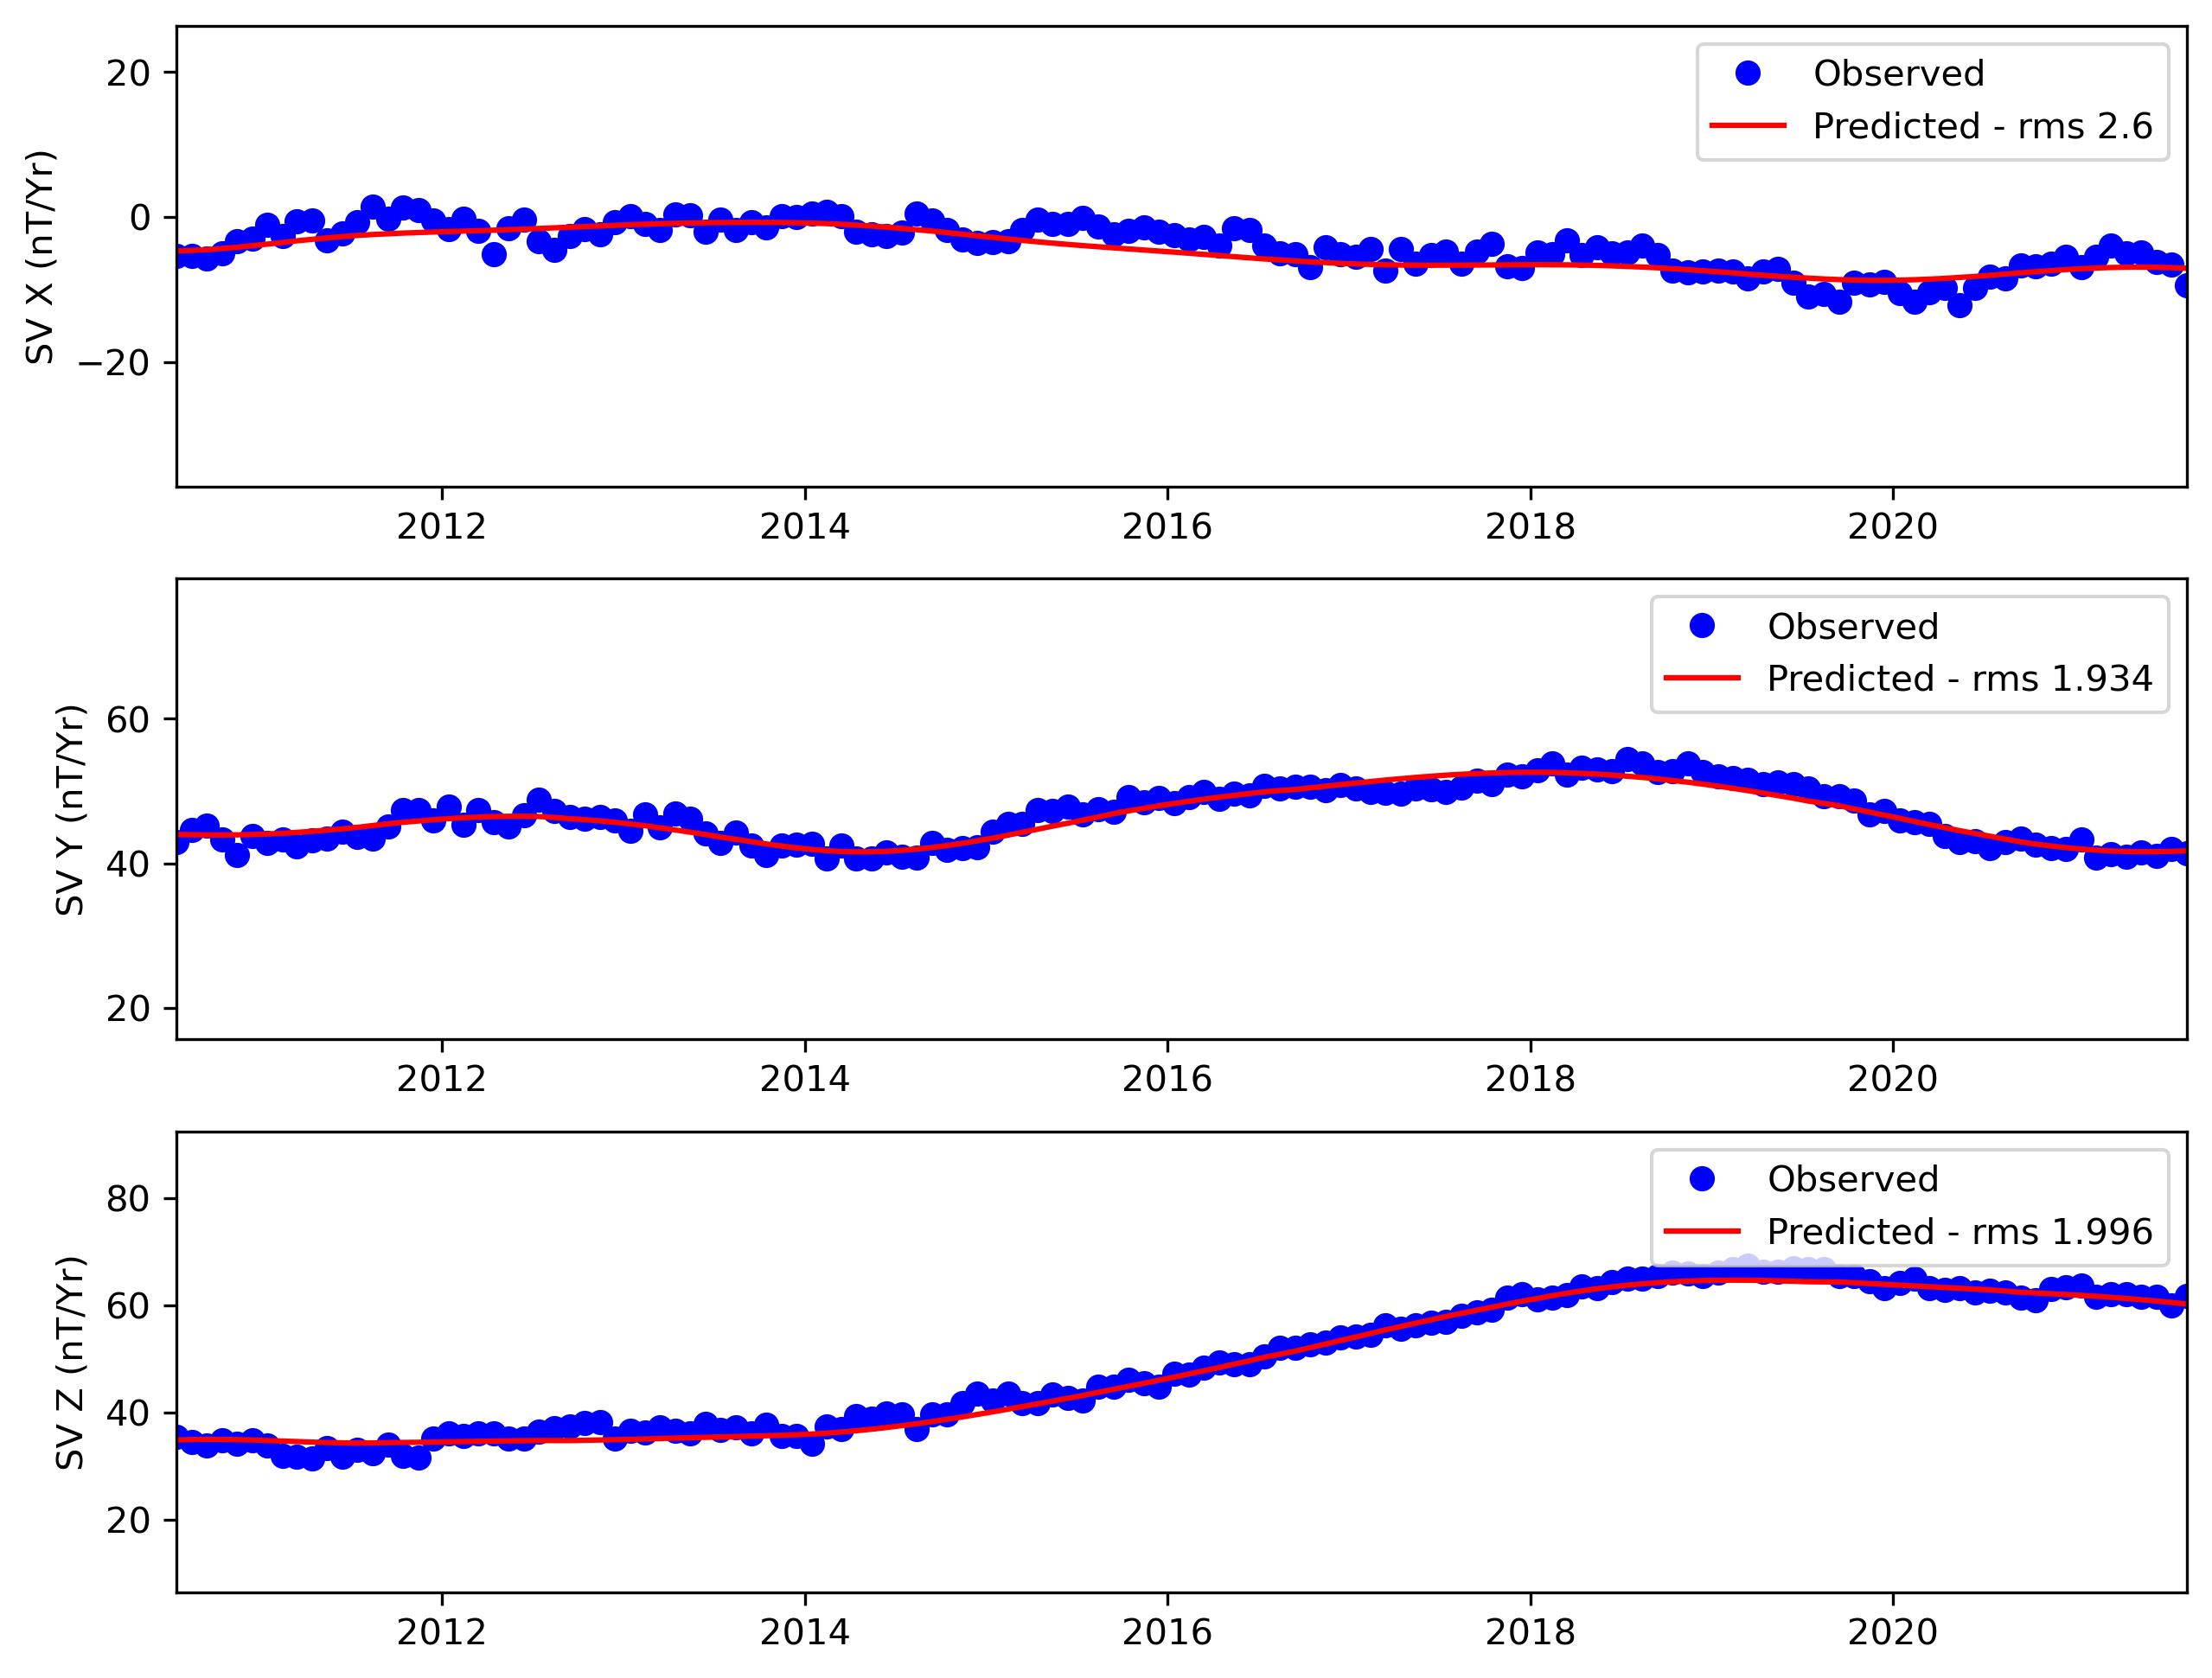 20
0
−20
SV X (nT/Yr)
Observed
Predicted - rms 2.6
2012
2014
2016
2018
2020
60
40
20
SV Y (nT/Yr)
Observed
Predicted - rms 1.934
2012
2014
2016
2018
2020
80
60
40
20
SV Z (nT/Yr)
Observed
Predicted - rms 1.996
2012
2014
2016
2018
2020